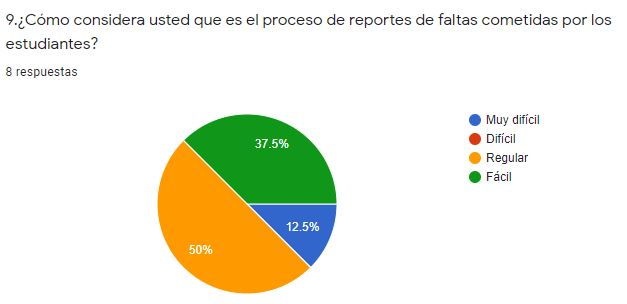 9.¿Cómo considera usted que es el proceso de reportes de faltas cometidas por los
estudiantes?
8 respuestas
Muy difícil
Difícil
Regular
Fácil
37.5%
12.5%
50%